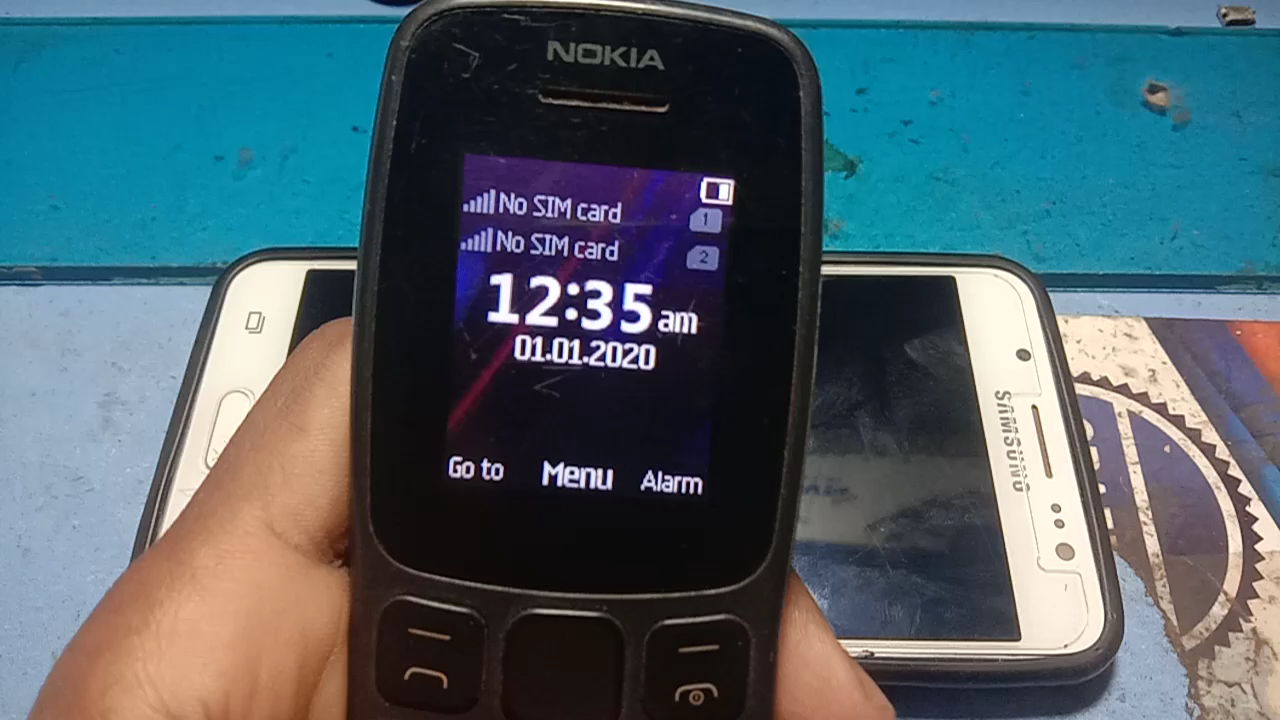 NOKIA
No SIM card 1
No SIM card 2
12:35 am
01.01.2020
Go to Menu Alarm
SAMSUNG